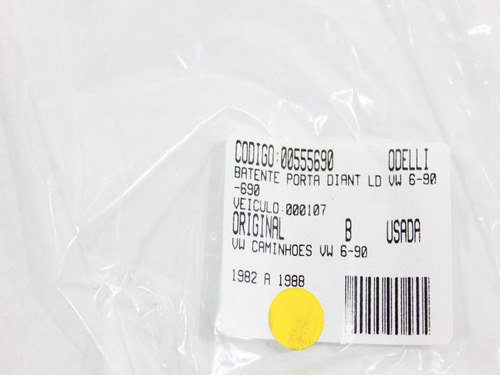 CODIGO:00555690 ODELLI
BATENTE PORTA DIANT LD VW 6-90
-690
VEICULO:000107
ORIGINAL B USADA
VW CAMINHOES VW 6-90
1982 A 1988